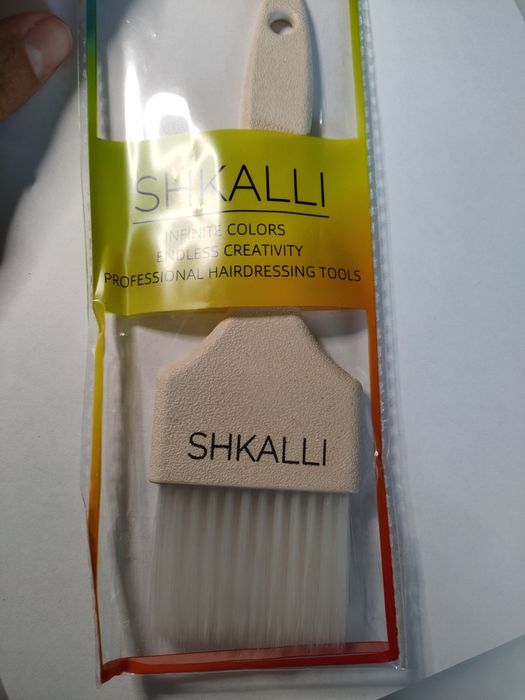 SHKALLI
INFINITE COLORS
ENDLESS CREATIVITY
PROFESSIONAL HAIRDRESSING TOOLS
SHKALLI